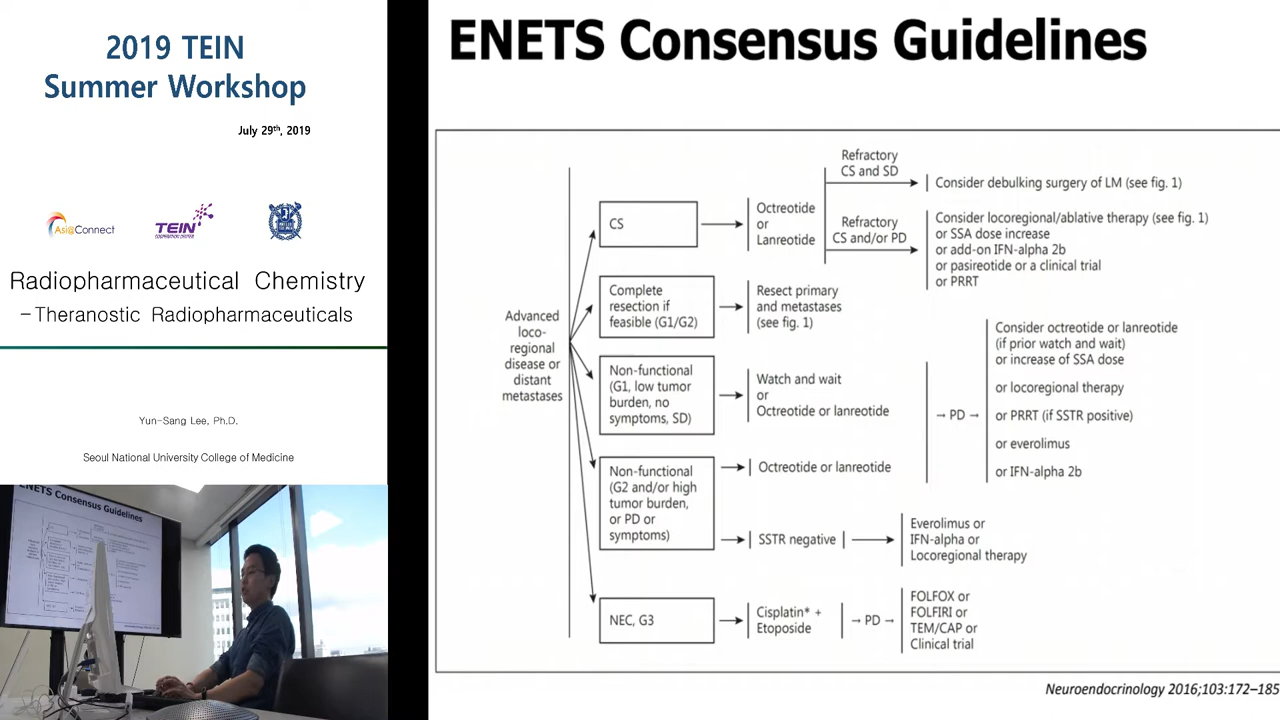 2019 TEIN
Summer Workshop
July 29th, 2019
Asi@Connect
TEIN
COOPERATION CENTER
Radiopharmaceutical Chemistry
– Theranostic Radiopharmaceuticals
Yun-Sang Lee, Ph.D.
Seoul National University College of Medicine
ENETS Consensus Guidelines
ENETS Consensus Guidelines
Advanced
loco-
regional
disease or
distant
metastases
CS
Octreotide
or
Lanreotide
Refractory
CS and SD
Consider debulking surgery of LM (see fig. 1)
Refractory
CS and/or PD
Consider locoregional/ablative therapy (see fig. 1)
or SSA dose increase
or add-on IFN-alpha 2b
or pasireotide or a clinical trial
or PRRT
Complete
resection if
feasible (G1/G2)
Resect primary
and metastases
(see fig. 1)
Non-functional
(G1, low tumor
burden, no
symptoms, SD)
Watch and wait
or
Octreotide or lanreotide
Non-functional
(G2 and/or high
tumor burden,
or PD or
symptoms)
Octreotide or lanreotide
PD
Consider octreotide or lanreotide
(if prior watch and wait)
or increase of SSA dose
or locoregional therapy
or PRRT (if SSTR positive)
or everolimus
or IFN-alpha 2b
SSTR negative
Everolimus or
IFN-alpha or
Locoregional therapy
NEC, G3
Cisplatin* +
Etoposide
PD
FOLFOX or
FOLFIRI or
TEM/CAP or
Clinical trial
Neuroendocrinology 2016;103:172–185